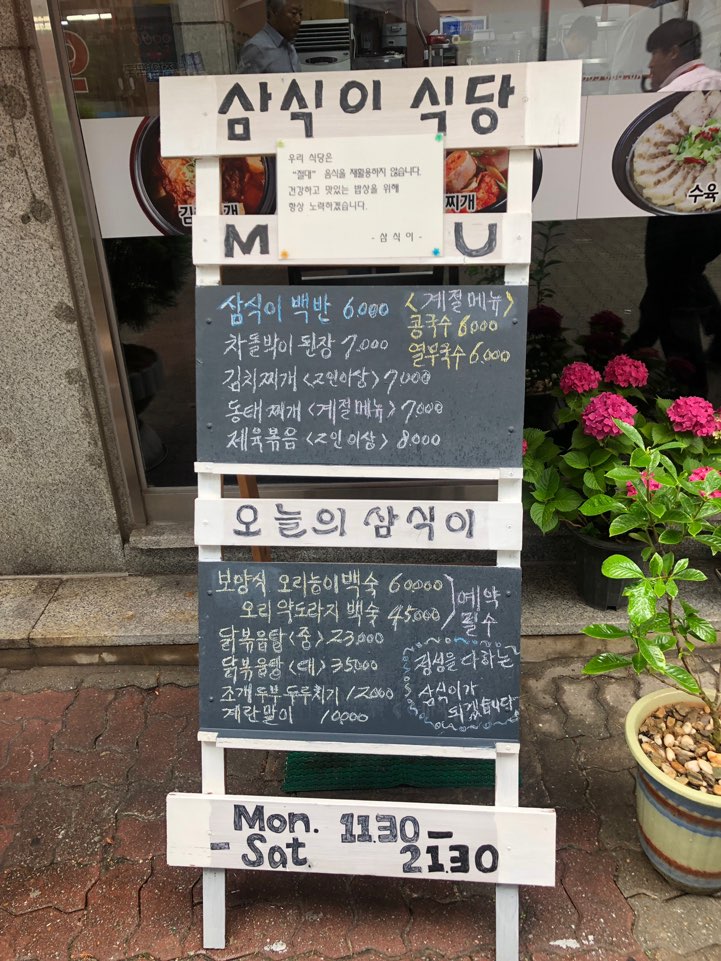 삼식이 식당
우리 식당은
"절대" 음식을 재활용하지 않습니다.
건강하고 맛있는 밥상을 위해
항상 노력하겠습니다.
- 삼식이 -
찌개
수육
M U
삼식이 백반 6000
차돌박이 된장 7.000
김치찌개 <2인이상> 7,000
동태찌개 <계절메뉴> 7,000
제육볶음 <2인이상> 8000
<계절메뉴>
콩국수 6000
열무국수 6.000
오늘의 삼식이
보양식 오리능이백숙 60,000
오리 약도라지 백숙 45,000
예약
필수
닭볶음탕 <중> 23,000
닭볶음탕 <대> 35,000
조개두부 두루치기 12000
계란말이 10,000
정성을 다하는
삼식이가
되겠습니다
Mon. 11.30 -
- Sat 21.30